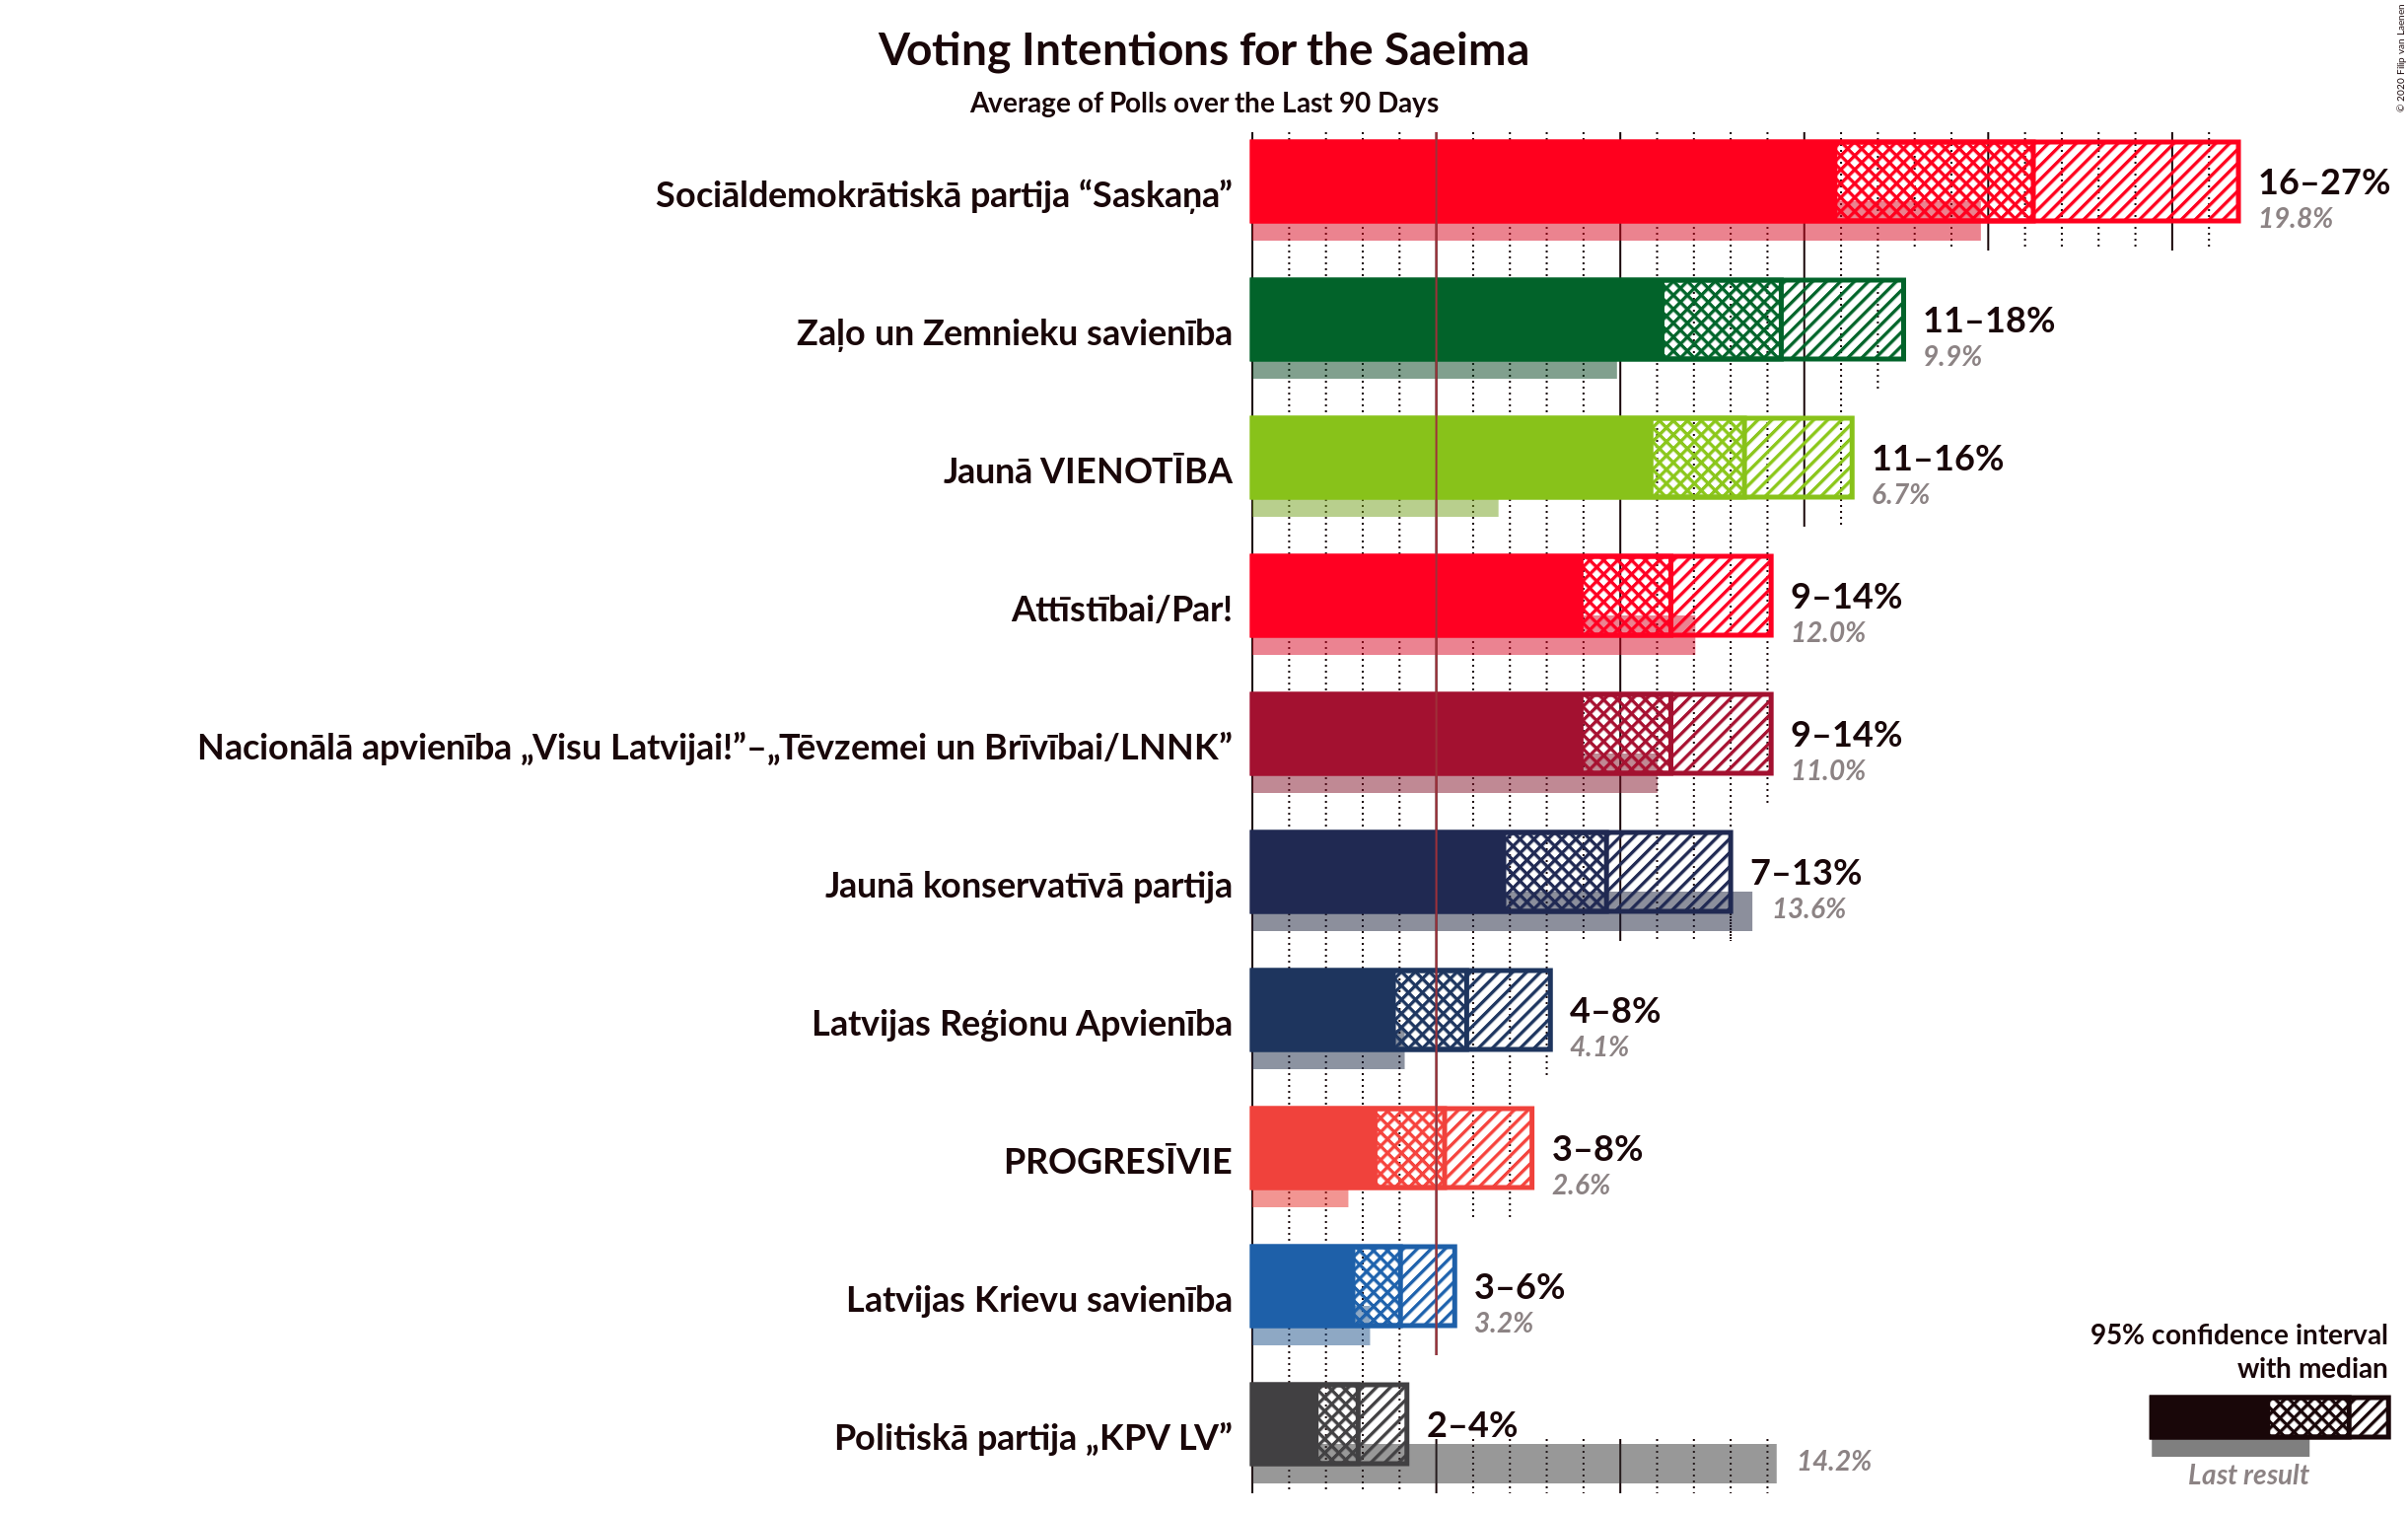 Voting Intentions for the Saeima
Average of Polls over the Last 90 Days
© 2020 Filip van Laenen
Sociāldemokrātiskā partija “Saskaņa”
16–27%
19.8%
Zaļo un Zemnieku savienība
11–18%
9.9%
Jaunā VIENOTĪBA
11–16%
6.7%
Attīstībai/Par!
9–14%
12.0%
Nacionālā apvienība „Visu Latvijai!”–„Tēvzemei un Brīvībai/LNNK”
9–14%
11.0%
Jaunā konservatīvā partija
7–13%
13.6%
Latvijas Reģionu Apvienība
4–8%
4.1%
PROGRESĪVIE
3–8%
2.6%
Latvijas Krievu savienība
3–6%
3.2%
Politiskā partija „KPV LV”
2–4%
14.2%
95% confidence interval
with median
Last result